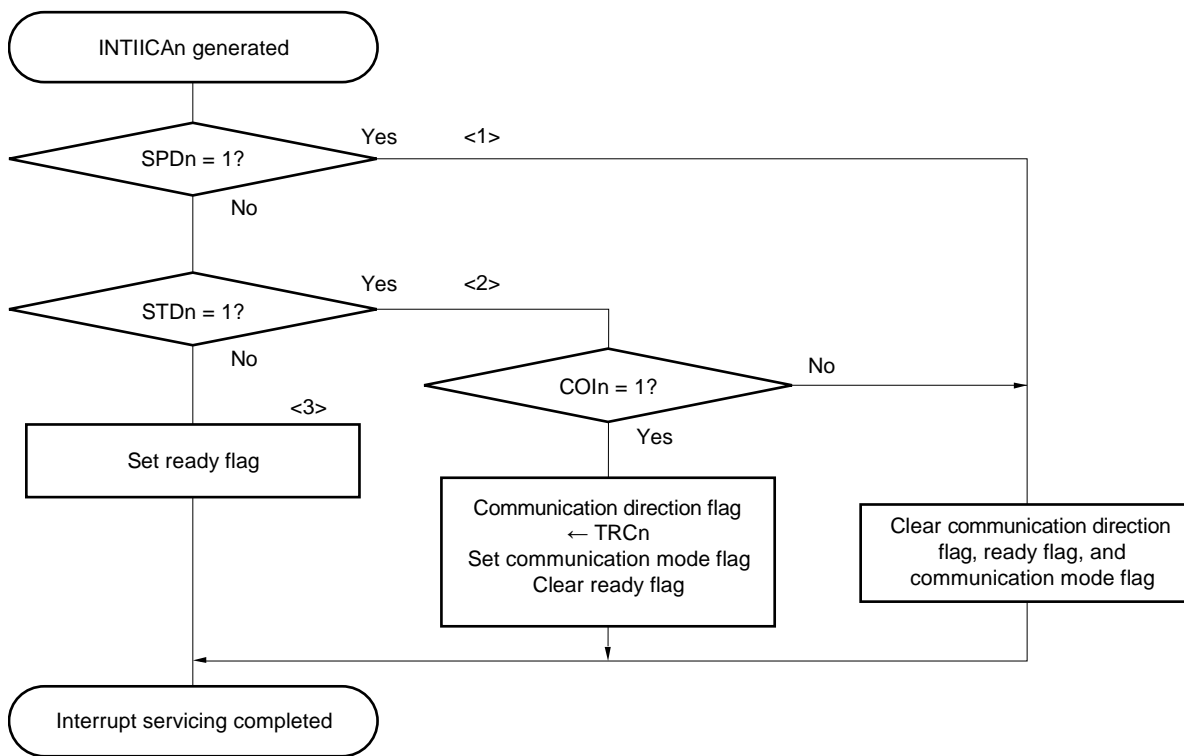 INTIICAn generated
Yes
<1>
SPDn = 1?
No
Yes
<2>
STDn = 1?
No
COIn = 1?
No
<3>
Yes
Set ready flag
Communication direction flag
← TRCn
Set communication mode flag
Clear ready flag
Clear communication direction
flag, ready flag, and
communication mode flag
Interrupt servicing completed